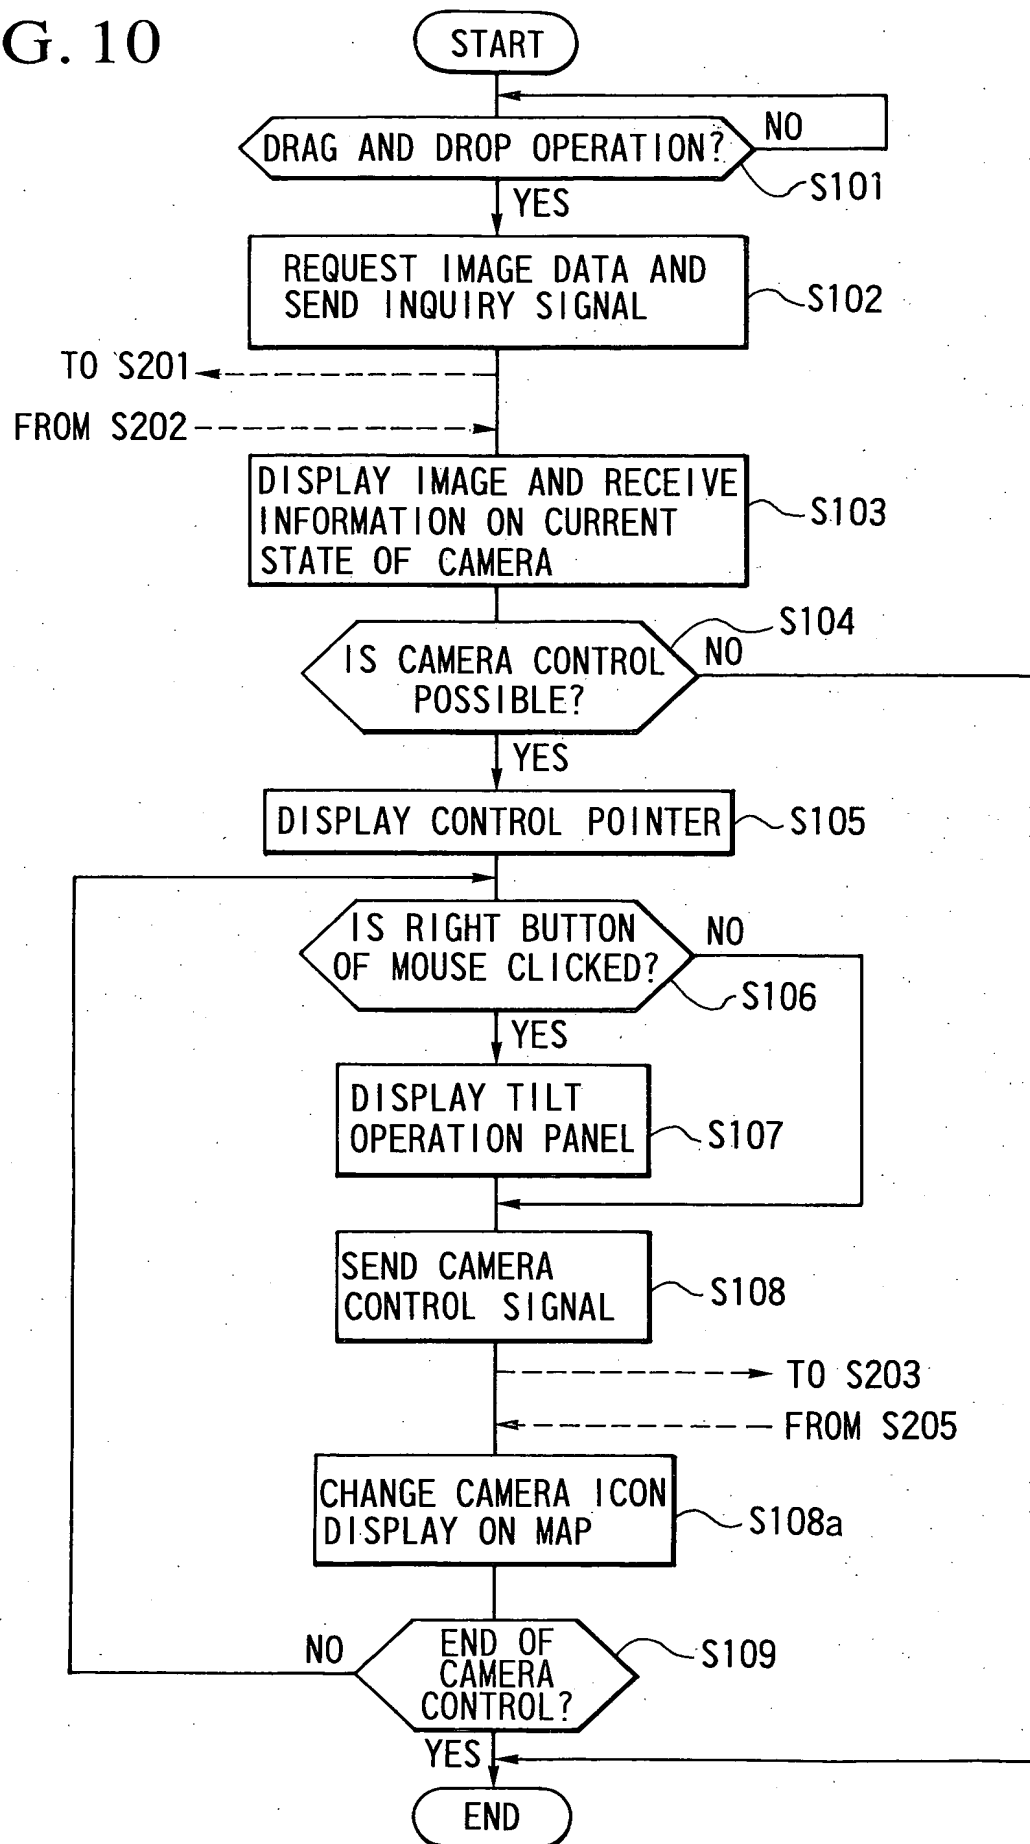 G. 10
START
DRAG AND DROP OPERATION?
NO
S101
YES
REQUEST IMAGE DATA AND
SEND INQUIRY SIGNAL
S102
TO S201
FROM S202
DISPLAY IMAGE AND RECEIVE
INFORMATION ON CURRENT
STATE OF CAMERA
S103
S104
IS CAMERA CONTROL
POSSIBLE?
NO
YES
DISPLAY CONTROL POINTER
S105
IS RIGHT BUTTON
OF MOUSE CLICKED?
NO
S106
YES
DISPLAY TILT
OPERATION PANEL
S107
SEND CAMERA
CONTROL SIGNAL
S108
TO S203
FROM S205
CHANGE CAMERA ICON
DISPLAY ON MAP
S108a
END OF
CAMERA
CONTROL?
NO
S109
YES
END